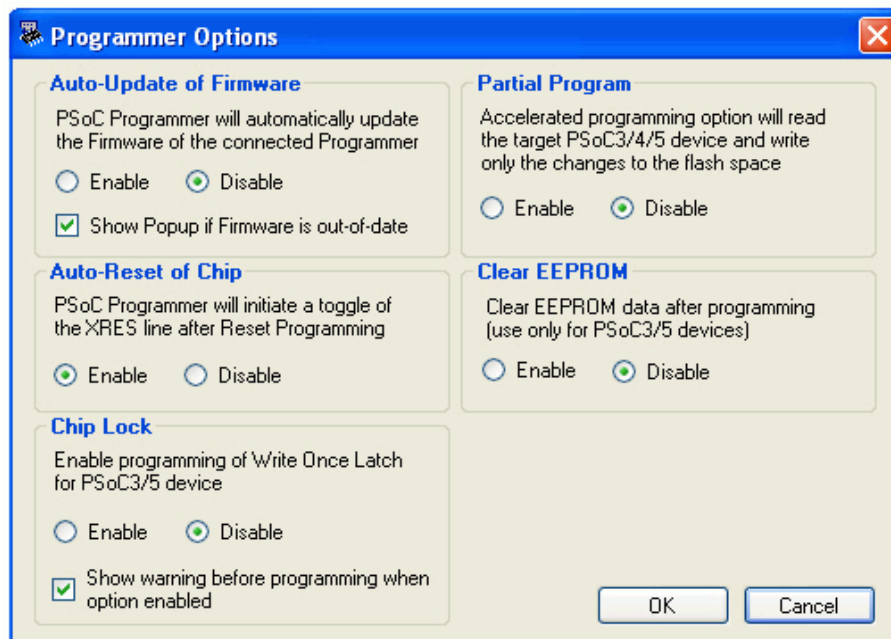 Programmer Options
Auto-Update of Firmware
PSoC Programmer will automatically update
the Firmware of the connected Programmer
Enable Disable
Show Popup if Firmware is out-of-date
Auto-Reset of Chip
PSoC Programmer will initiate a toggle of
the XRES line after Reset Programming
Enable Disable
Chip Lock
Enable programming of Write Once Latch
for PSoC3/5 device
Enable Disable
Show warning before programming when
option enabled
Partial Program
Accelerated programming option will read
the target PSoC3/4/5 device and write
only the changes to the flash space
Enable Disable
Clear EEPROM
Clear EEPROM data after programming
(use only for PSoC3/5 devices)
Enable Disable
OK Cancel